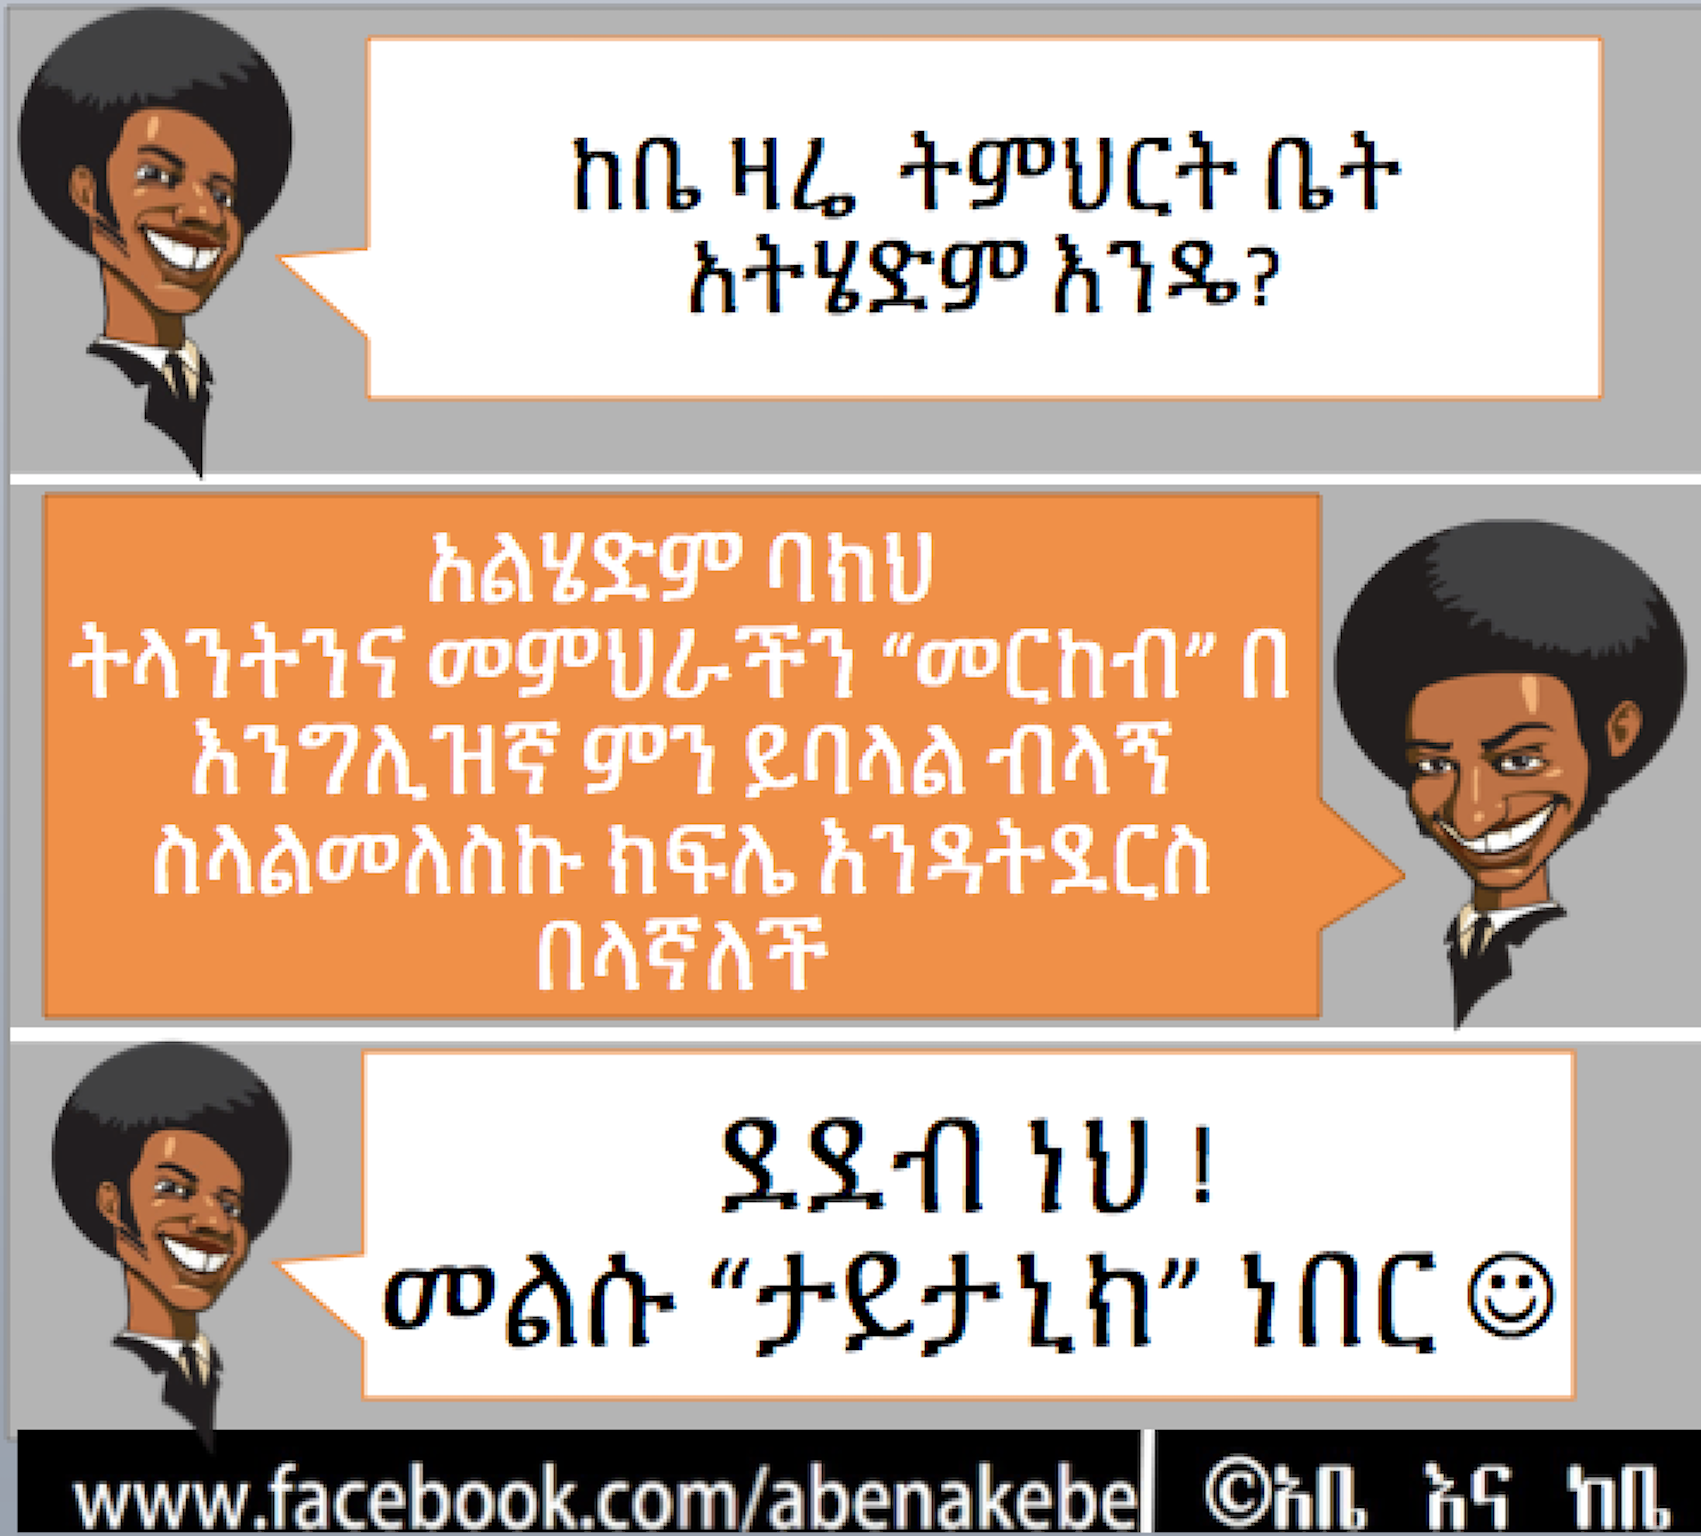 ከቤ ዛሬ ትምህርት ቤት
አትሄድም እንዴ?
አልሄድም ባክህ
ትላንትንና መምህራችን “መርከብ” በ
እንግሊዝኛ ምን ይባላል ብላኝ
ስላልመለስኩ ክፍሌ እንዳትደርስ
በላኛለች
ደደብ ነህ !
መልሱ “ታይታኒክ” ነበር ☺
www.facebook.com/abenakebe
©አቤ እና ከቤ